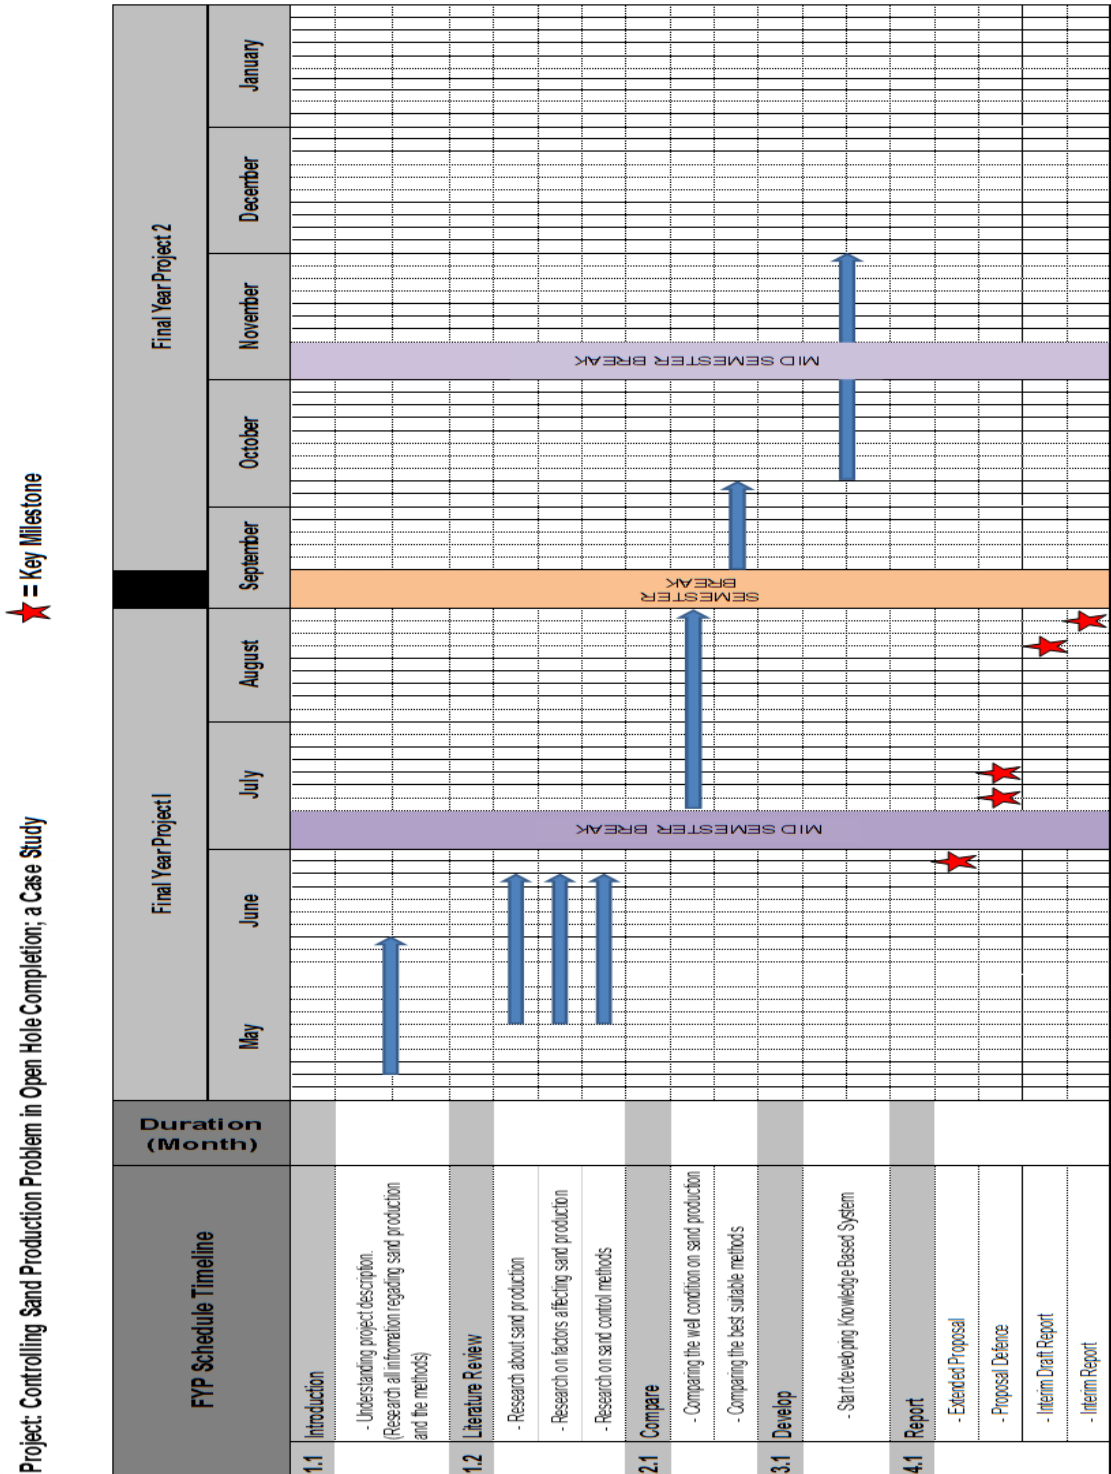 Project: Controlling Sand Production Problem in Open Hole Completion; a Case Study
= Key Milestone
FYP Schedule Timeline
Duration
(Month)
Final Year Project I
Final Year Project 2
May
June
July
August
September
October
November
December
January
1.1 Introduction
- Understanding project description.
(Research all infromation regading sand production
and the methods)
1.2 Literature Review
- Research about sand production
- Research on factors affecting sand production
- Research on sand control methods
2.1 Compare
- Comparing the well condition on sand production
- Comparing the best suitable methods
3.1 Develop
- Start developing Knowledge Based System
4.1 Report
- Extended Proposal
- Proposal Defence
- Interim Draft Report
- Interim Report
MID SEMESTER BREAK
SEMESTER
BREAK
MID SEMESTER BREAK